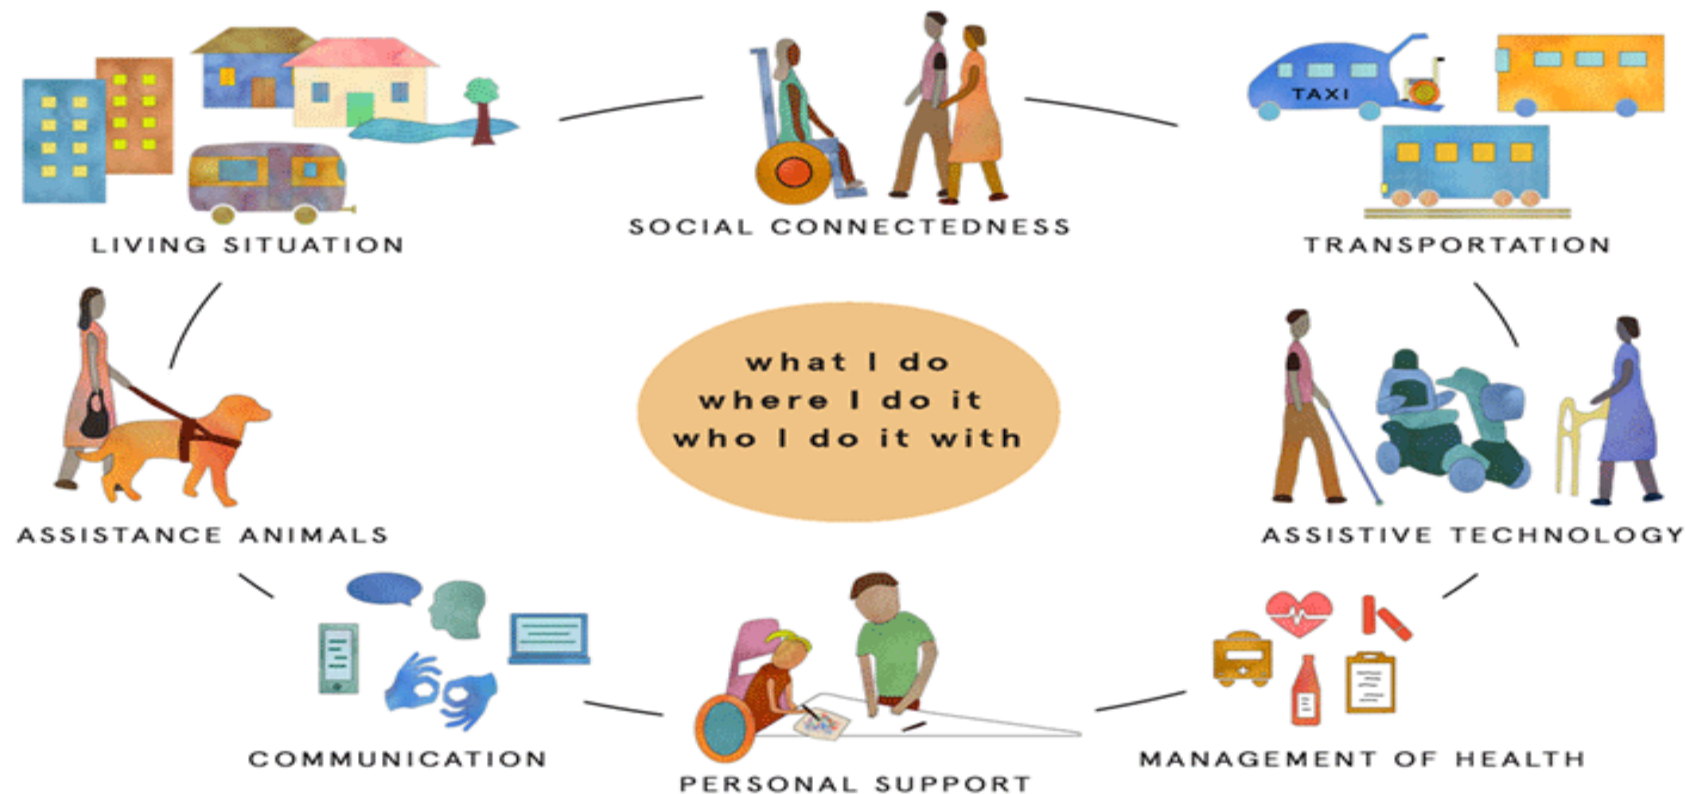 TAXI
SOCIAL CONNECTEDNESS
LIVING SITUATION
TRANSPORTATION
what I do
where I do it
who I do it with
ASSISTANCE ANIMALS
ASSISTIVE TECHNOLOGY
COMMUNICATION
MANAGEMENT OF HEALTH
PERSONAL SUPPORT